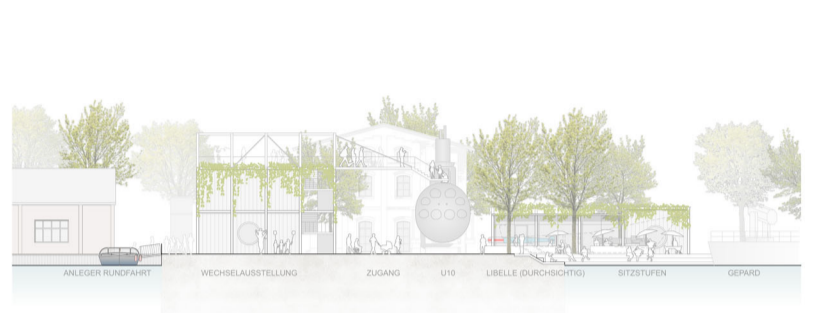 ANLEGER RUNDFAHRT WECHSELAUSSTELLUNG ZUGANG U10 LIBELLE (DURCHSICHTIG) SITZSTUFEN GEPARD